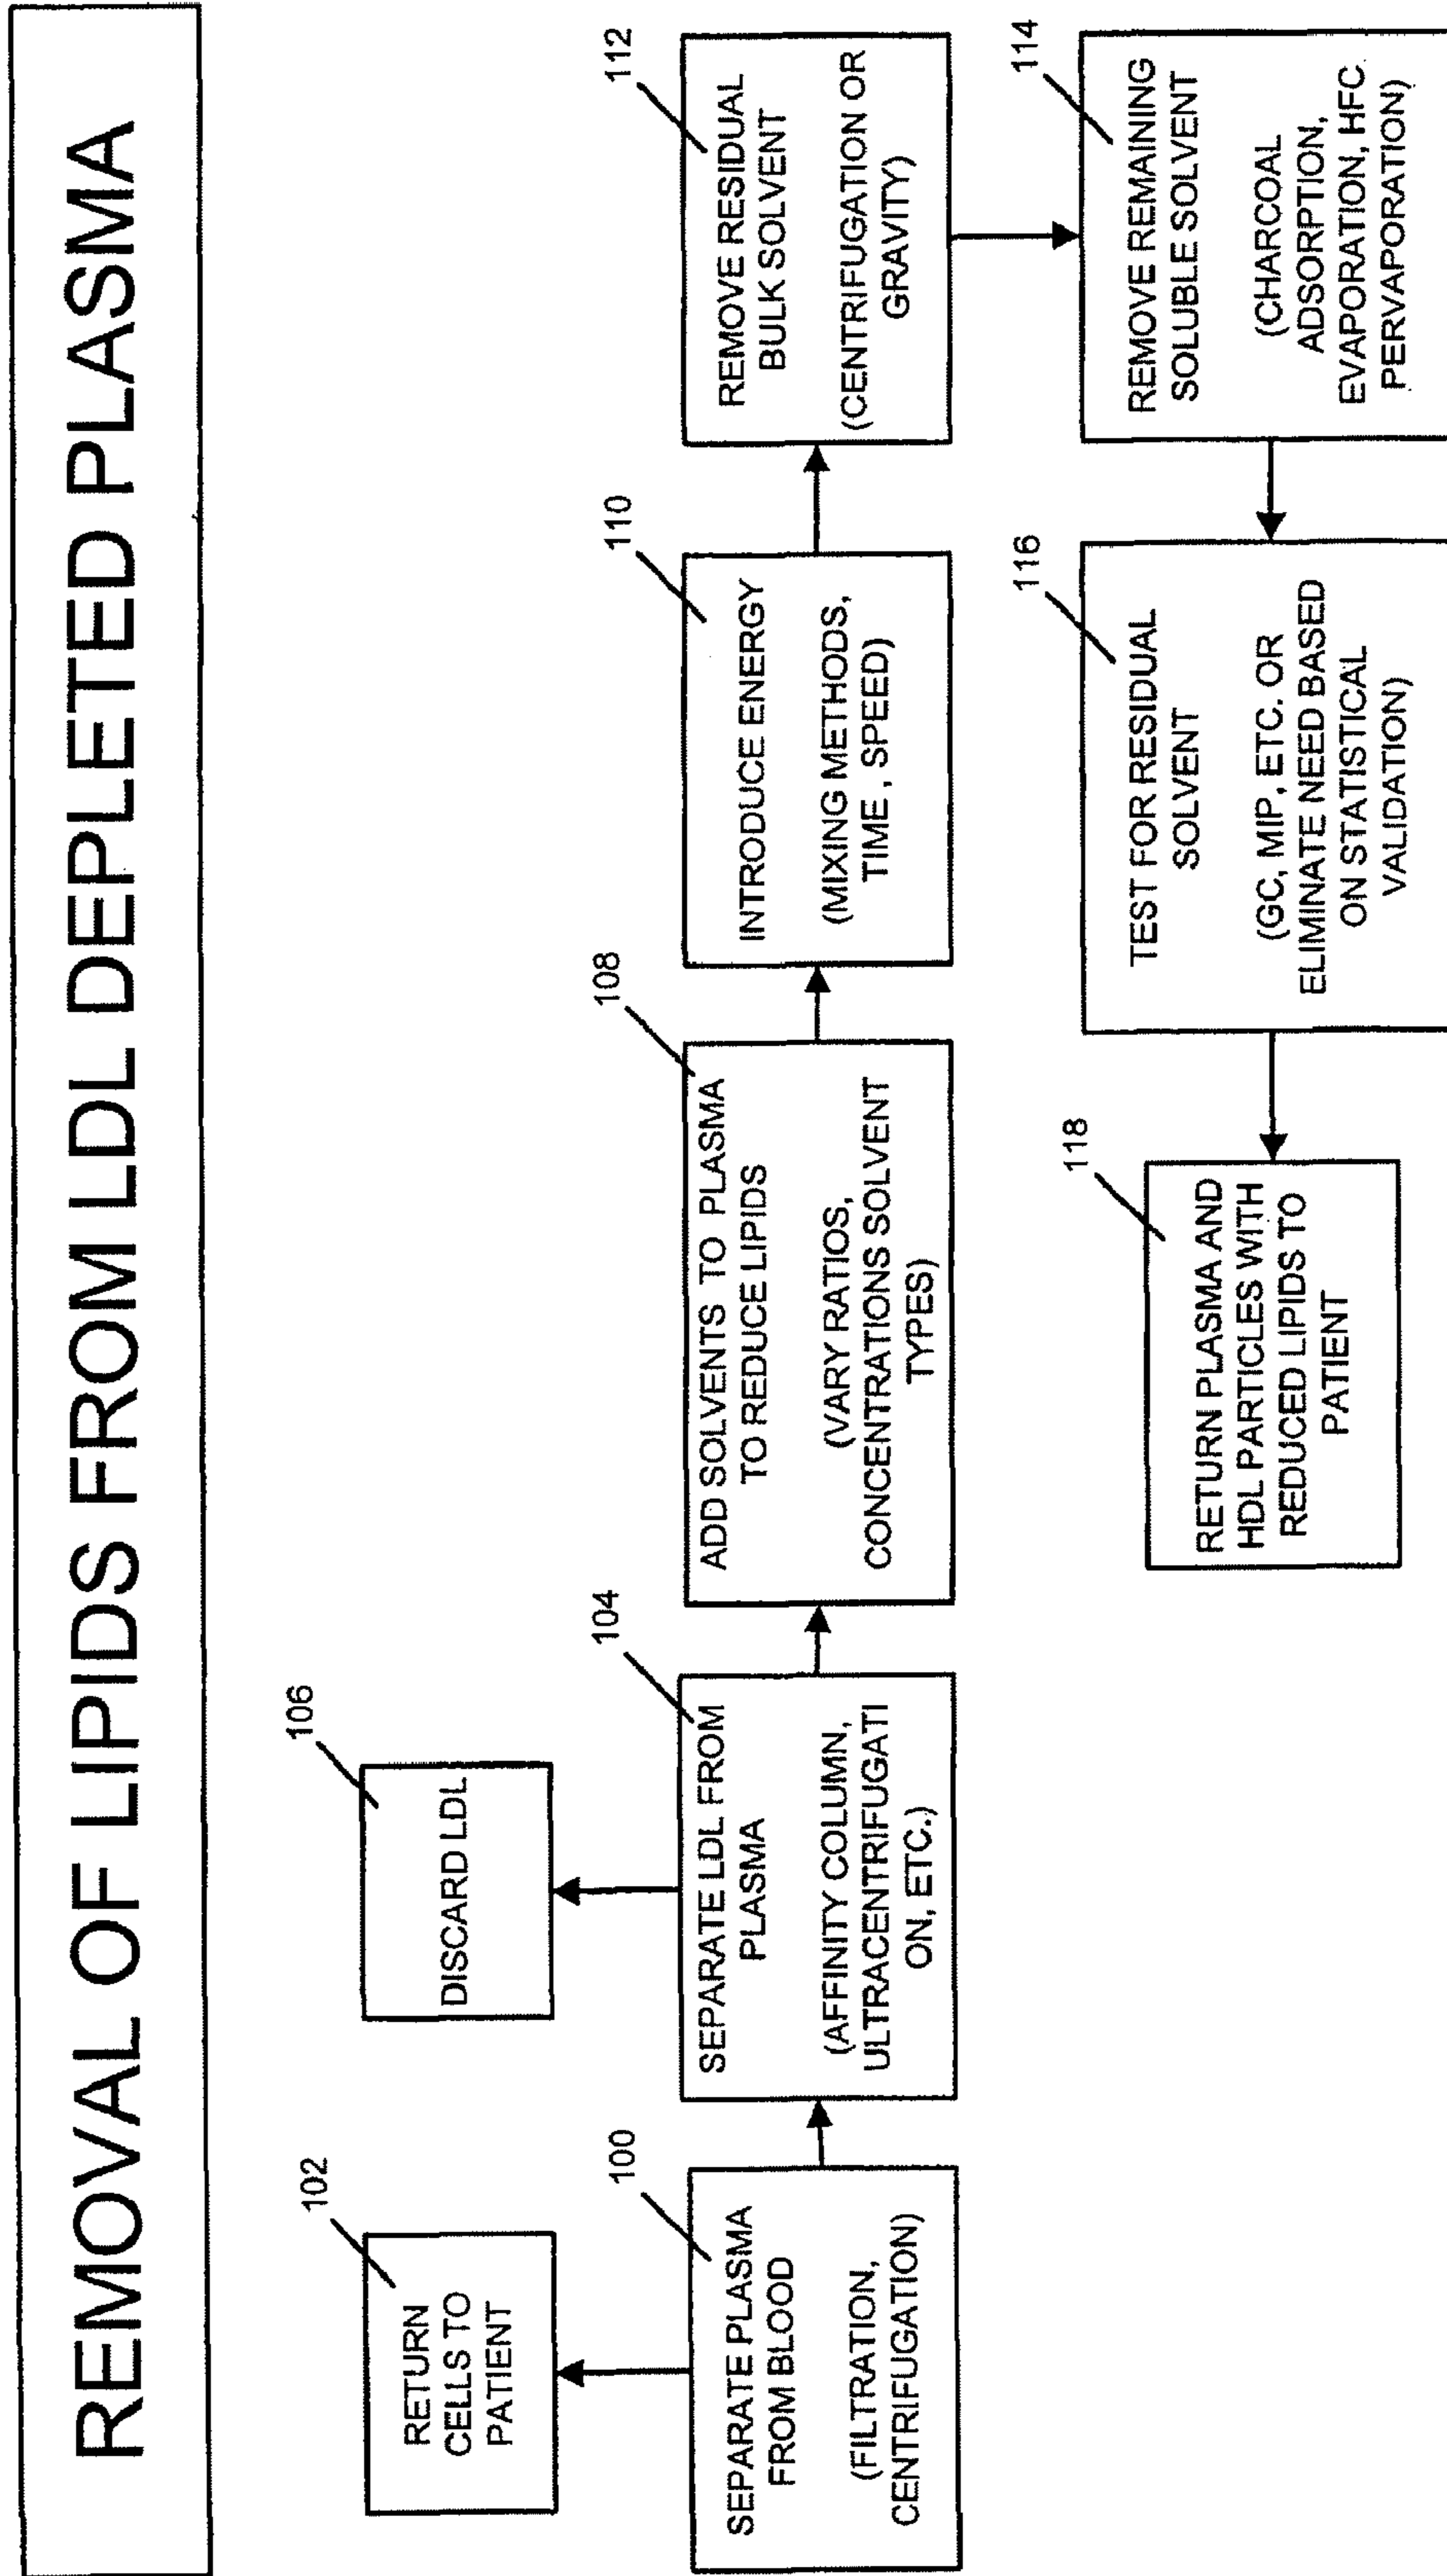 REMOVAL OF LIPIDS FROM LDL DEPLETED PLASMA
102
RETURN
CELLS TO
PATIENT
106
DISCARD LDL
100
SEPARATE PLASMA
FROM BLOOD
(FILTRATION,
CENTRIFUGATION)
104
SEPARATE LDL FROM
PLASMA
(AFFINITY COLUMN,
ULTRACENTRIFUGATI
ON, ETC.)
108
ADD SOLVENTS TO PLASMA
TO REDUCE LIPIDS
(VARY RATIOS,
CONCENTRATIONS SOLVENT
TYPES)
110
INTRODUCE ENERGY
(MIXING METHODS,
TIME , SPEED)
112
REMOVE RESIDUAL
BULK SOLVENT
(CENTRIFUGATION OR
GRAVITY)
114
REMOVE REMAINING
SOLUBLE SOLVENT
(CHARCOAL
ADSORPTION,
EVAPORATION, HFC
PERVAPORATION)
116
TEST FOR RESIDUAL
SOLVENT
(GC, MIP, ETC. OR
ELIMINATE NEED BASED
ON STATISTICAL
VALIDATION)
118
RETURN PLASMA AND
HDL PARTICLES WITH
REDUCED LIPIDS TO
PATIENT